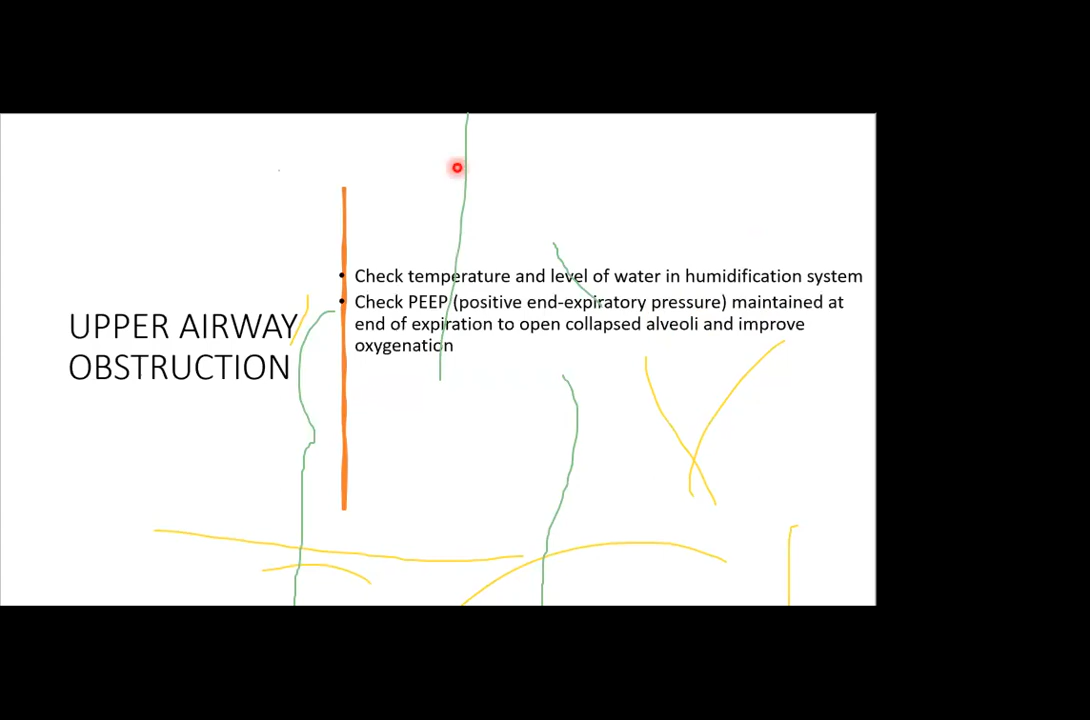 UPPER AIRWAY
OBSTRUCTION
• Check temperature and level of water in humidification system
• Check PEEP (positive end-expiratory pressure) maintained at
end of expiration to open collapsed alveoli and improve
oxygenation